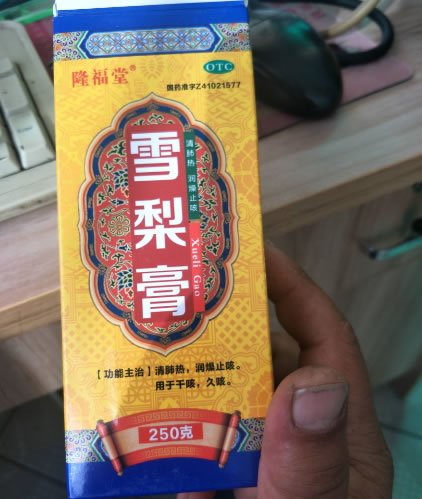 隆福堂®
OTC
国药准字Z41021577
清肺热 润燥止咳
雪梨膏
Xueli Gao
【功能主治】清肺热,润燥止咳。
用于干咳,久咳。
250克